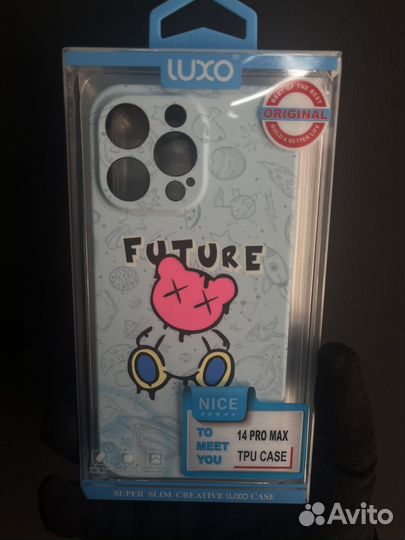 LUXO
BEST OF THE BEST
ORIGINAL
BUILD A BETTER LIFE
FUTURE
NICE
TO
MEET
YOU
14 PRO MAX
TPU CASE
SUPER SLIM CREATIVE LUXO CASE
Avito